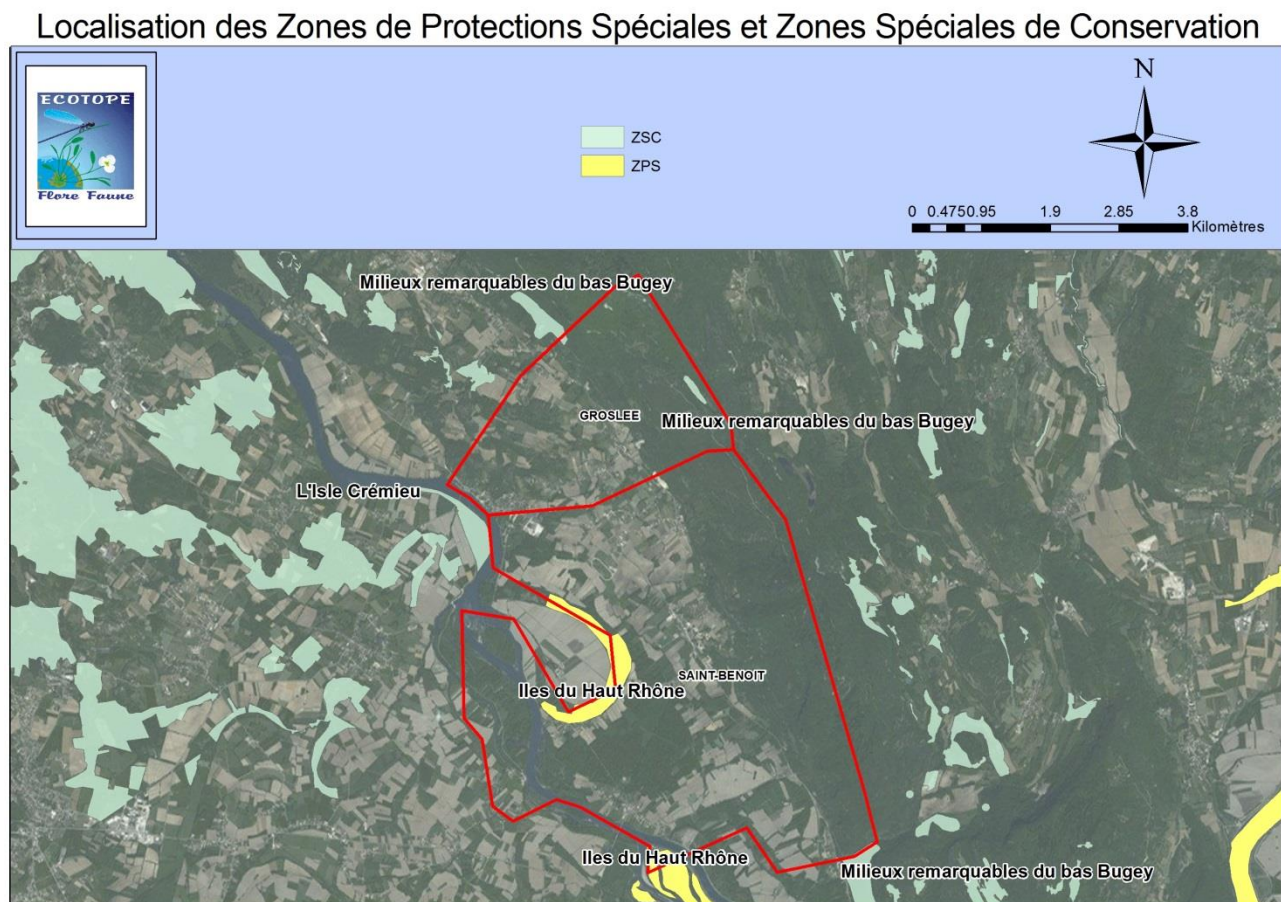 Localisation des Zones de Protections Spéciales et Zones Spéciales de Conservation
ECOTOPE
Flore Faune
ZSC
ZPS
N
0 0.475 0.95 1.9 2.85 3.8
Kilomètres
Milieux remarquables du bas Bugey
GROSLEE
Milieux remarquables du bas Bugey
L'Isle Crémieu
SAINT-BENOIT
Iles du Haut Rhône
Iles du Haut Rhône
Milieux remarquables du bas Bugey